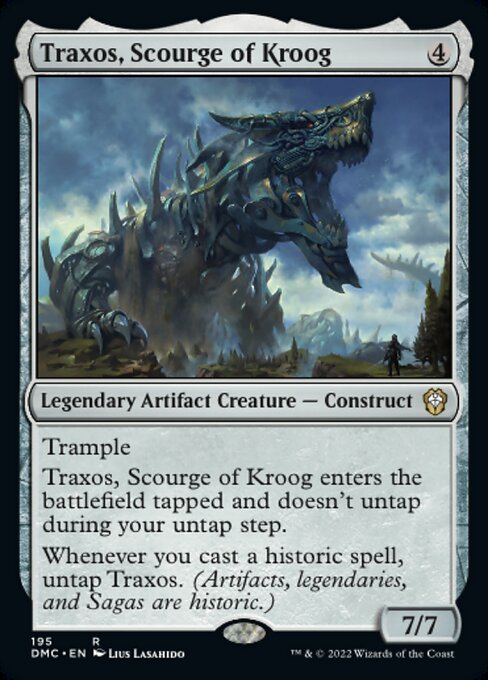 Traxos, Scourge of Kroog 4
Legendary Artifact Creature — Construct
Trample
Traxos, Scourge of Kroog enters the
battlefield tapped and doesn't untap
during your untap step.
Whenever you cast a historic spell,
untap Traxos. (Artifacts, legendaries,
and Sagas are historic.)
7/7
195 R
DMC • EN Lius Lasahido
™ & © 2022 Wizards of the Coast